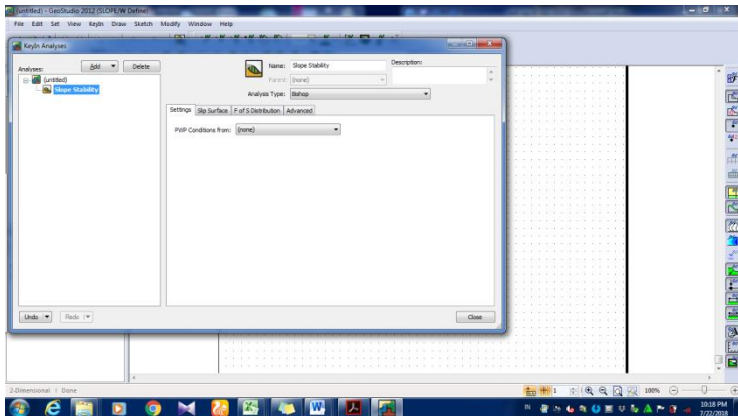 (untitled) - GeoStudio 2012 (SLOPE/W Define)
File Edit Set View KeyIn Draw Sketch Modify Window Help
KeyIn Analyses
Analyses: Add Delete
(untitled)
Slope Stability
Name: Slope Stability Description:
Parent: (none)
Analysis Type: Bishop
Settings Slip Surface F of S Distribution Advanced
PWP Conditions from: (none)
Undo Redo Close
2-Dimensional Done
1 100%
IN 10:18 PM
7/22/2018